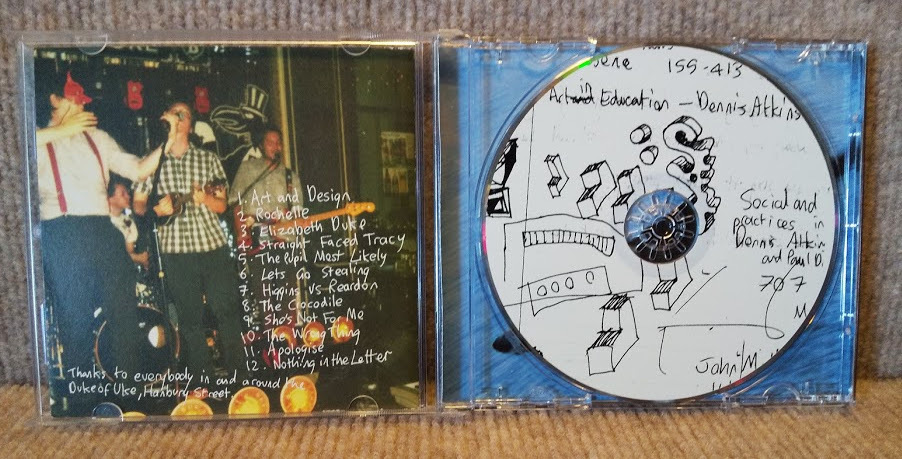 1. Art and Design
2. Rochelle
3. Elizabeth Duke
4. Straight Faced Tracy
5. The Pupil Most Likely
6. Lets Go Stealing
7. Higgins Vs Reardon
8. The Crocodile
9. She's Not For Me
10. The Wrong Thing
11. Apologise
12. Nothing in the Letter
Thanks to everybody in and around the
Duke of Uke, Hanbury Street.
155-413
Art in Education - Dennis Atkins
Social and
practices in
Dennis Atkin
and Paul D.
707
M
John M